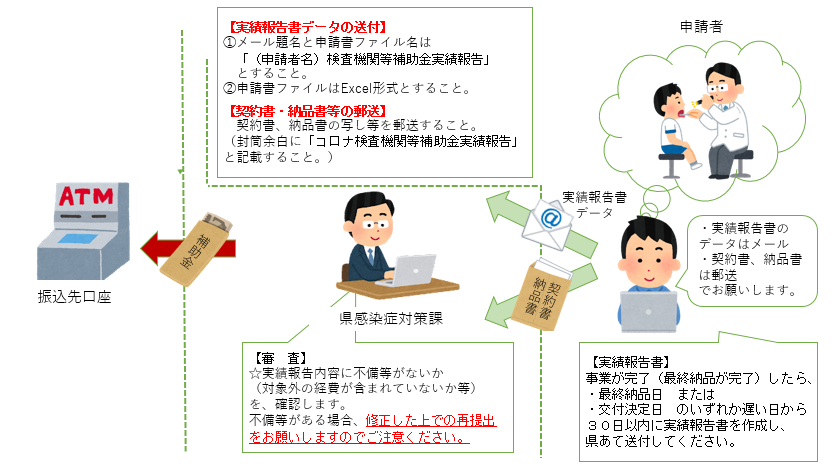 【実績報告書データの送付】
①メール題名と申請書ファイル名は
「（申請者名）検査機関等補助金実績報告」
とすること。
②申請書ファイルはExcel形式とすること。
【契約書・納品書等の郵送】
契約書、納品書の写し等を郵送すること。
（封筒余白に「コロナ検査機関等補助金実績報告」
と記載すること。）
申請者
ATM
補助金
振込先口座
県感染症対策課
実績報告書
データ
@
契約書
納品書
・実績報告書の
データはメール
・契約書、納品書
は郵送
でお願いします。
【審　査】
☆実績報告内容に不備等がないか
（対象外の経費が含まれていないか等）
を、確認します。
不備等がある場合、修正した上での再提出
をお願いしますのでご注意ください。
【実績報告書】
事業が完了（最終納品が完了）したら、
・最終納品日　または
・交付決定日　のいずれか遅い日から
３０日以内に実績報告書を作成し、
県あて送付してください。